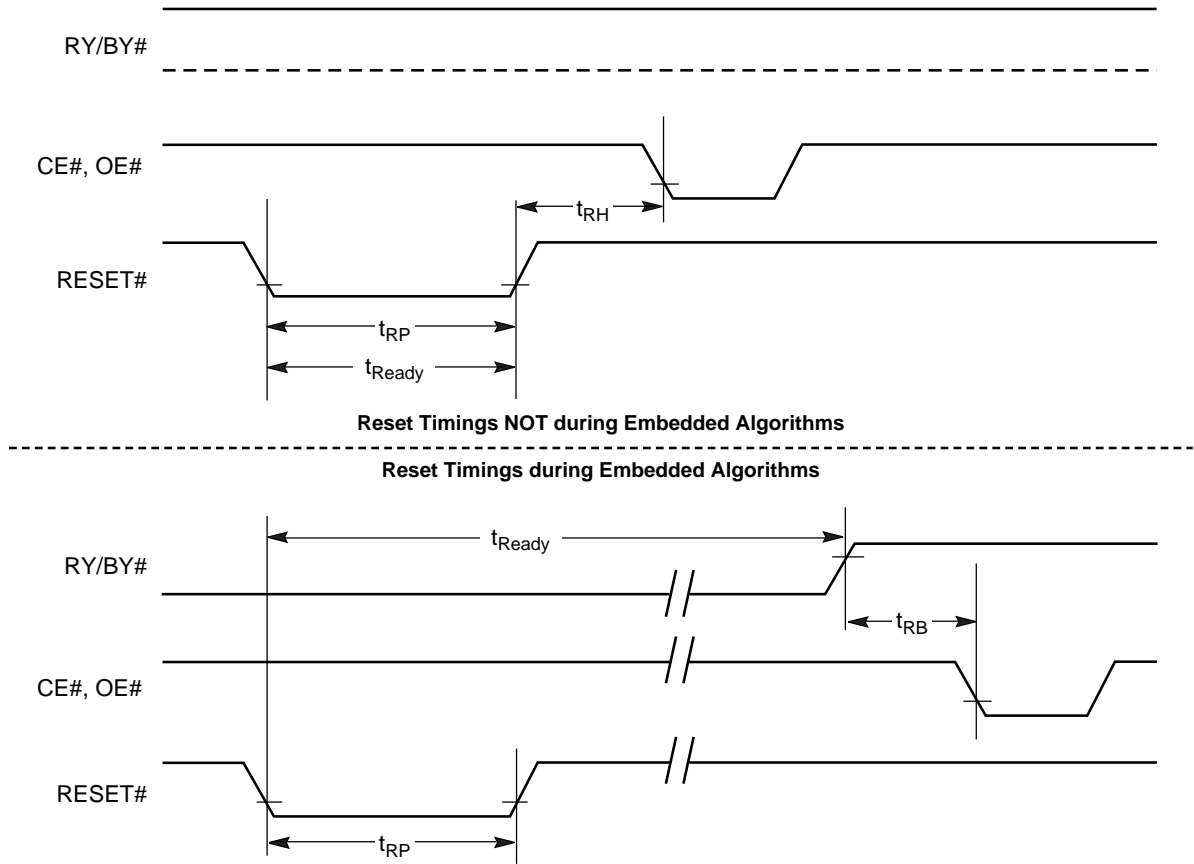 RY/BY#
CE#, OE#
tRH
RESET#
tRP
tReady
Reset Timings NOT during Embedded Algorithms
Reset Timings during Embedded Algorithms
tReady
RY/BY#
tRB
CE#, OE#
RESET#
tRP